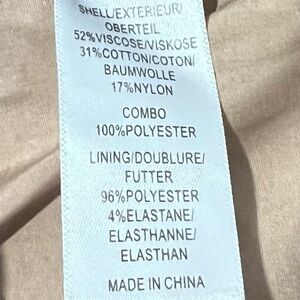 SHELL/EXTERIEUR/
OBERTEIL
52%VISCOSE/VISKOSE
31%COTTON/COTON/
BAUMWOLLE
17%NYLON
COMBO
100%POLYESTER
LINING/DOUBLURE/
FUTTER
96%POLYESTER
4%ELASTANE/
ELASTHANNE/
ELASTHAN
MADE IN CHINA